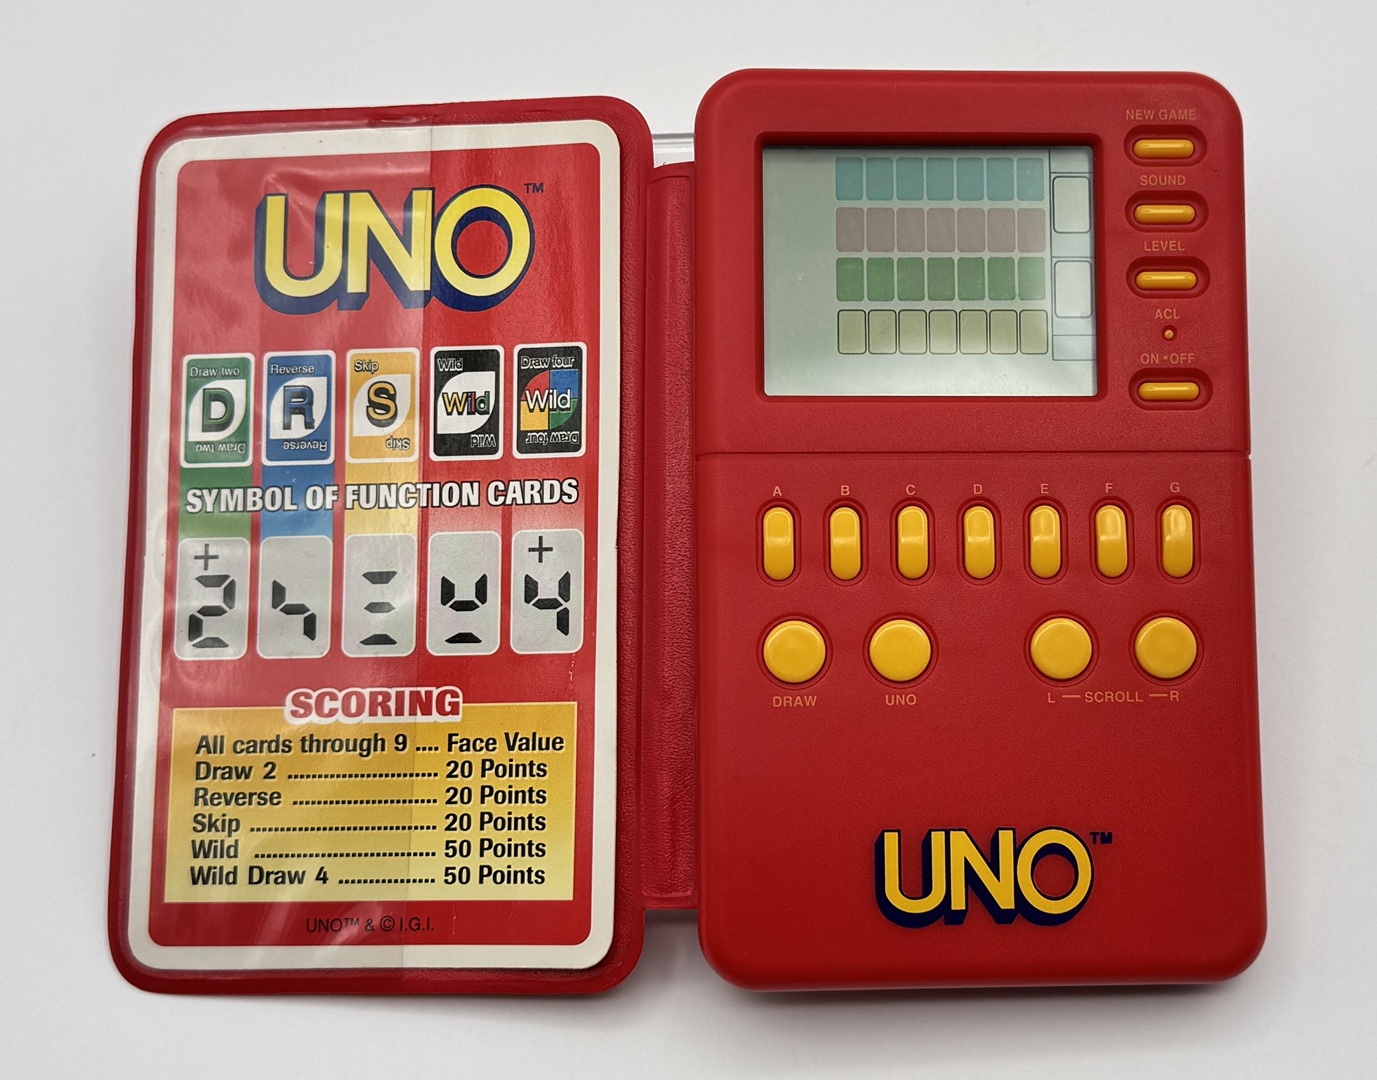 UNO™
Draw two Reverse Skip Wild Draw four
D R S Wild Wild
Draw two Reverse Skip Wild Draw four
SYMBOL OF FUNCTION CARDS
+ +
2 4
SCORING
All cards through 9 .... Face Value
Draw 2 ........................ 20 Points
Reverse ....................... 20 Points
Skip .............................. 20 Points
Wild ............................. 50 Points
Wild Draw 4 ................ 50 Points
UNO™ & © I.G.I.
NEW GAME
SOUND
LEVEL
ACL
ON•OFF
A B C D E F G
DRAW UNO L — SCROLL — R
UNO™